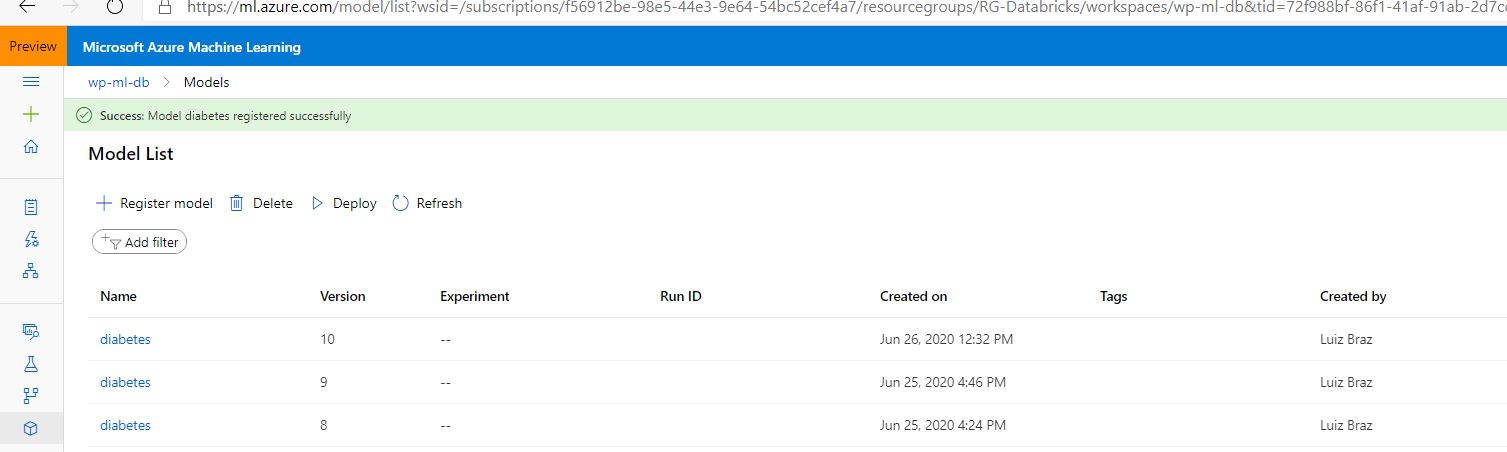 https://ml.azure.com/model/list?wsid=/subscriptions/f56912be-98e5-44e3-9e64-54bc52cef4a7/resourcegroups/RG-Databricks/workspaces/wp-ml-db&tid=72f988bf-86f1-41af-91ab-2d7c
Preview Microsoft Azure Machine Learning
wp-ml-db > Models
Success: Model diabetes registered successfully
Model List
Register model Delete Deploy Refresh
Add filter
Name Version Experiment Run ID Created on Tags Created by
diabetes 10 -- Jun 26, 2020 12:32 PM Luiz Braz
diabetes 9 -- Jun 25, 2020 4:46 PM Luiz Braz
diabetes 8 -- Jun 25, 2020 4:24 PM Luiz Braz